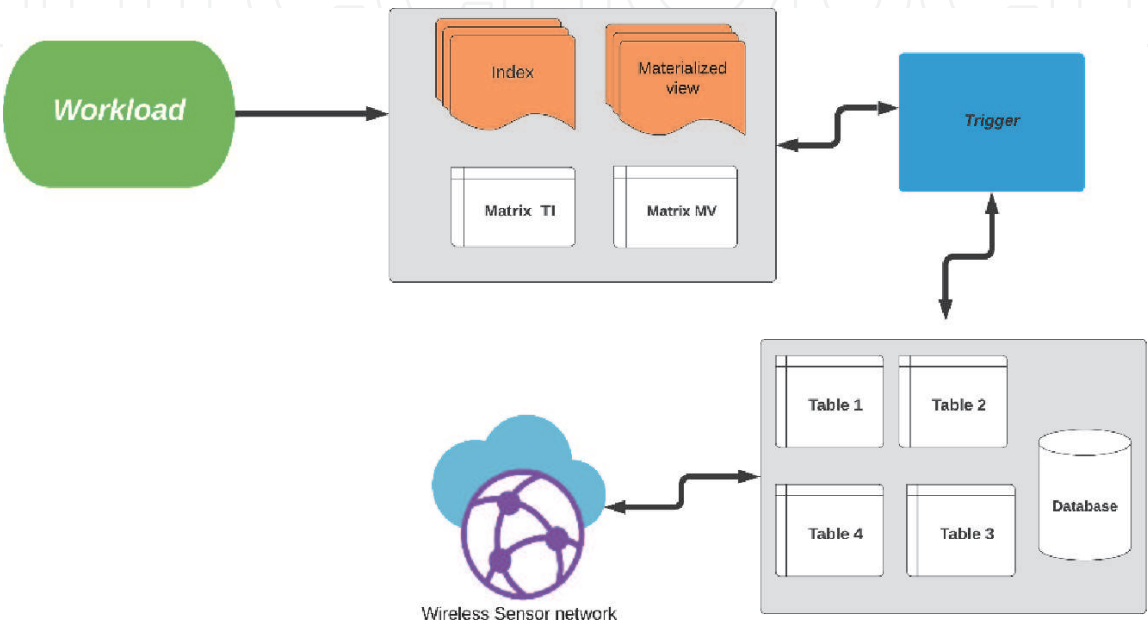 Workload
Index
Materialized
view
Matrix TI
Matrix MV
Trigger
Table 1
Table 2
Table 4
Table 3
Database
Wireless Sensor network